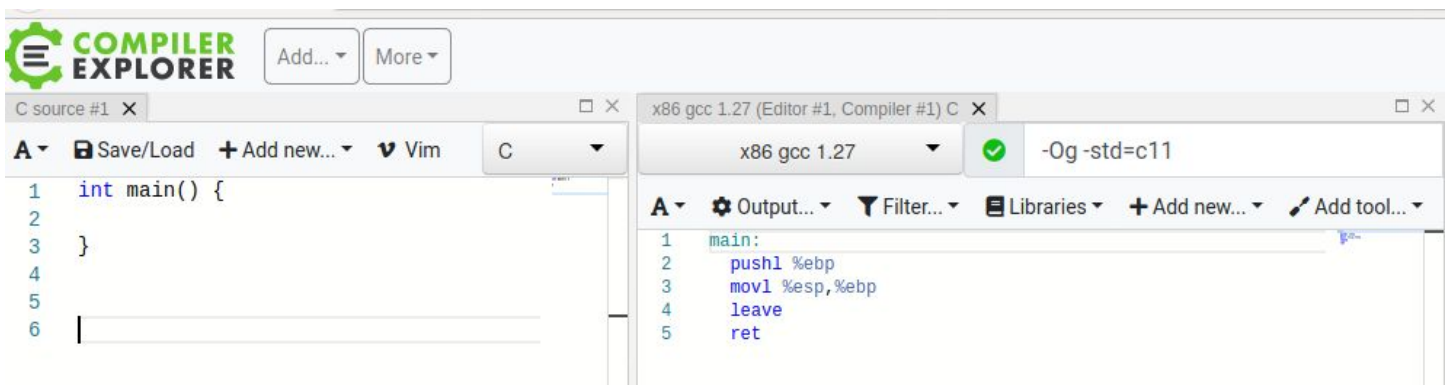 COMPILER
EXPLORER
Add...
More
C source #1
A
Save/Load
Add new...
Vim
C
1 int main() {
2
3 }
4
5
6
x86 gcc 1.27 (Editor #1, Compiler #1) C
x86 gcc 1.27
-Og -std=c11
A
Output...
Filter...
Libraries
Add new...
Add tool...
1 main:
2 pushl %ebp
3 movl %esp,%ebp
4 leave
5 ret